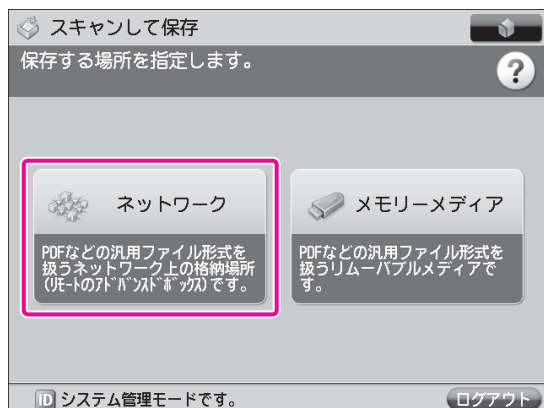 スキャンして保存
保存する場所を指定します。
?
ネットワーク
PDFなどの汎用ファイル形式を
扱うネットワーク上の格納場所
(ﾘﾓｰﾄのｱﾄﾞﾊﾞﾝｽﾄﾞﾎﾞｯｸｽ)です。
メモリーメディア
PDFなどの汎用ファイル形式を
扱うリムーバブルメディアで
す。
ID システム管理モードです。
ログアウト